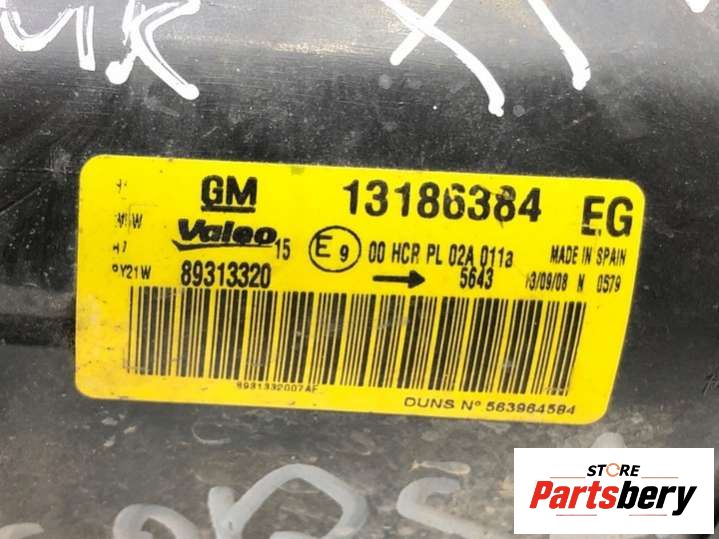 GM 13186384 EG
Valeo 15 E9 00 HCR PL 02A 011a MADE IN SPAIN
PY21W 89313320 → 5643 13/09/08 N 0579
8931332007AF
DUNS N° 563964584
STORE
Partsbery